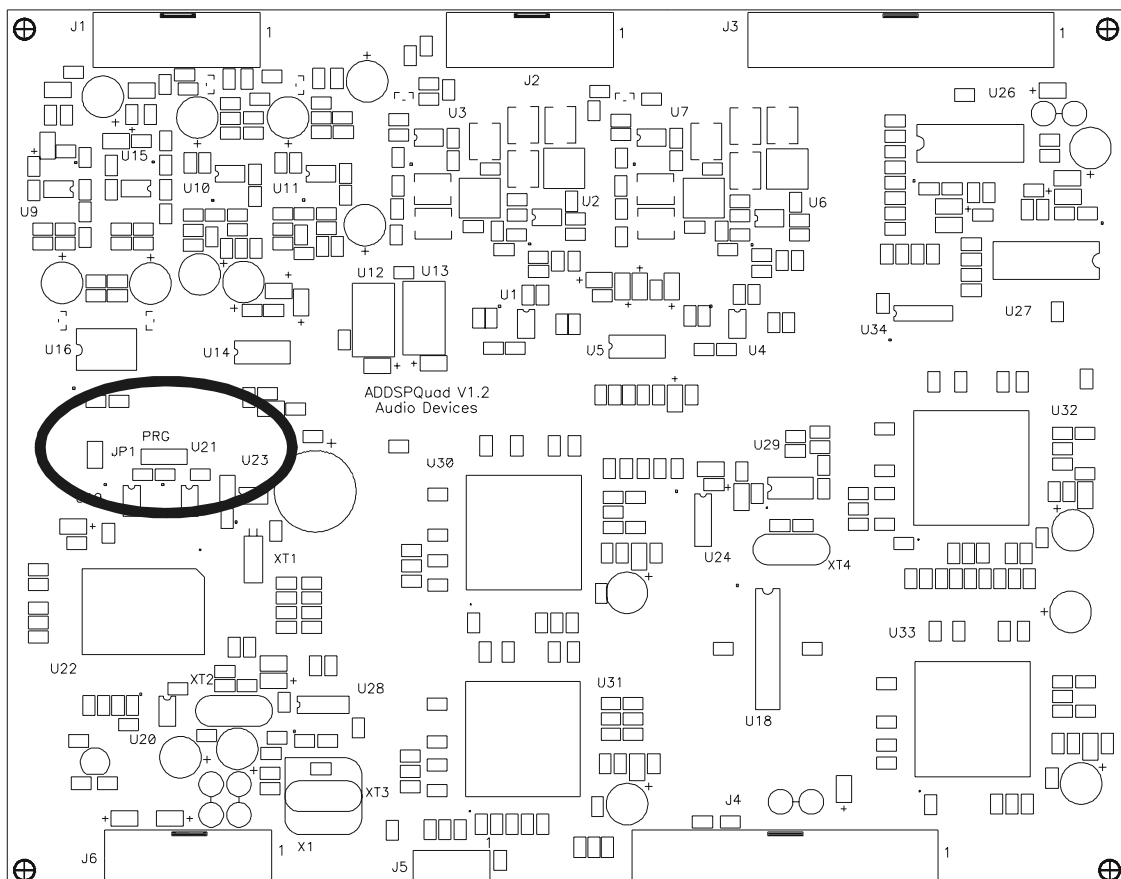 J1 1 J2 1 J3 1
U3 U7 U26
U15
U10 U11
U9 U2 U6
U12 U13
U1 U27
U16 U14 U5 U4 U34
ADDSPQuad V1.2
Audio Devices
U32
PRG
JP1 U21 U29
U23 U30
XT1 U24 XT4
U33
U22
XT2 U28 U31
U20 U18
XT3
J4
X1 1
J6 1 J5 1